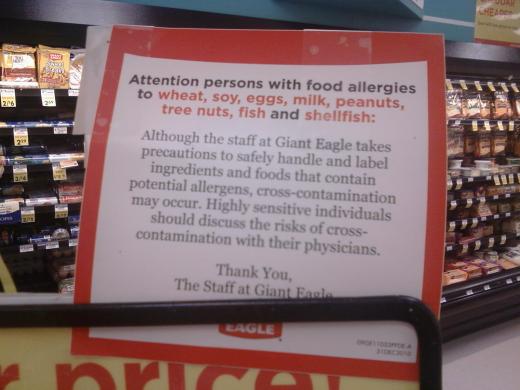 Attention persons with food allergies
to wheat, soy, eggs, milk, peanuts,
tree nuts, fish and shellfish:
Although the staff at Giant Eagle takes
precautions to safely handle and label
ingredients and foods that contain
potential allergens, cross-contamination
may occur. Highly sensitive individuals
should discuss the risks of cross-
contamination with their physicians.
Thank You,
The Staff at Giant Eagle
EAGLE
31DEC2010
r price!
CHEAPER